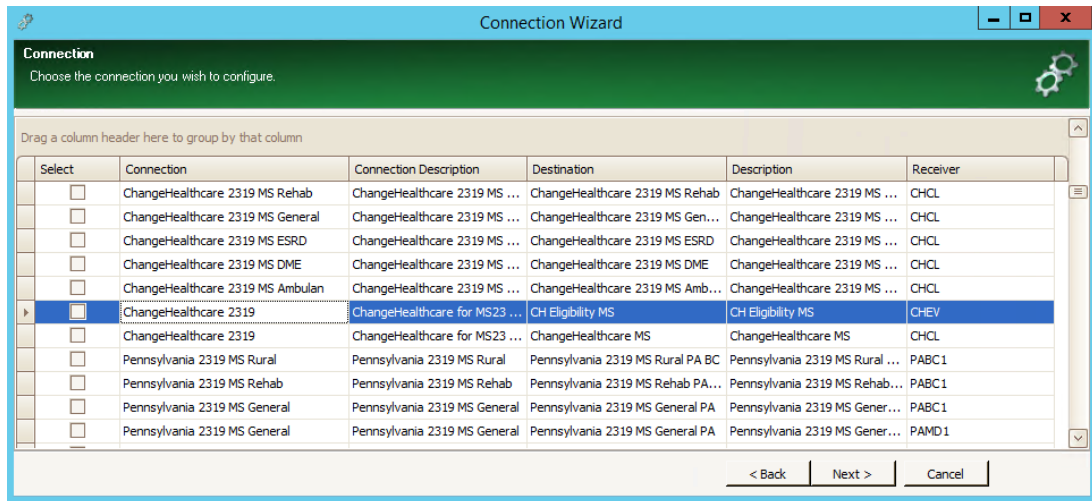 Connection Wizard
Connection
Choose the connection you wish to configure.
Drag a column header here to group by that column
Select Connection Connection Description Destination Description Receiver
ChangeHealthcare 2319 MS Rehab ChangeHealthcare 2319 MS ... ChangeHealthcare 2319 MS Rehab ChangeHealthcare 2319 MS ... CHCL
ChangeHealthcare 2319 MS General ChangeHealthcare 2319 MS ... ChangeHealthcare 2319 MS Gen... ChangeHealthcare 2319 MS ... CHCL
ChangeHealthcare 2319 MS ESRD ChangeHealthcare 2319 MS ... ChangeHealthcare 2319 MS ESRD ChangeHealthcare 2319 MS ... CHCL
ChangeHealthcare 2319 MS DME ChangeHealthcare 2319 MS ... ChangeHealthcare 2319 MS DME ChangeHealthcare 2319 MS ... CHCL
ChangeHealthcare 2319 MS Ambulan ChangeHealthcare 2319 MS ... ChangeHealthcare 2319 MS Amb... ChangeHealthcare 2319 MS ... CHCL
ChangeHealthcare 2319 ChangeHealthcare for MS23 ... CH Eligibility MS CH Eligibility MS CHEV
ChangeHealthcare 2319 ChangeHealthcare for MS23 ... ChangeHealthcare MS ChangeHealthcare MS CHCL
Pennsylvania 2319 MS Rural Pennsylvania 2319 MS Rural Pennsylvania 2319 MS Rural PA BC Pennsylvania 2319 MS Rural ... PABC1
Pennsylvania 2319 MS Rehab Pennsylvania 2319 MS Rehab Pennsylvania 2319 MS Rehab PA... Pennsylvania 2319 MS Rehab... PABC1
Pennsylvania 2319 MS General Pennsylvania 2319 MS General Pennsylvania 2319 MS General PA Pennsylvania 2319 MS Gener... PABC1
Pennsylvania 2319 MS General Pennsylvania 2319 MS General Pennsylvania 2319 MS General PA Pennsylvania 2319 MS Gener... PAMD1
< Back Next > Cancel